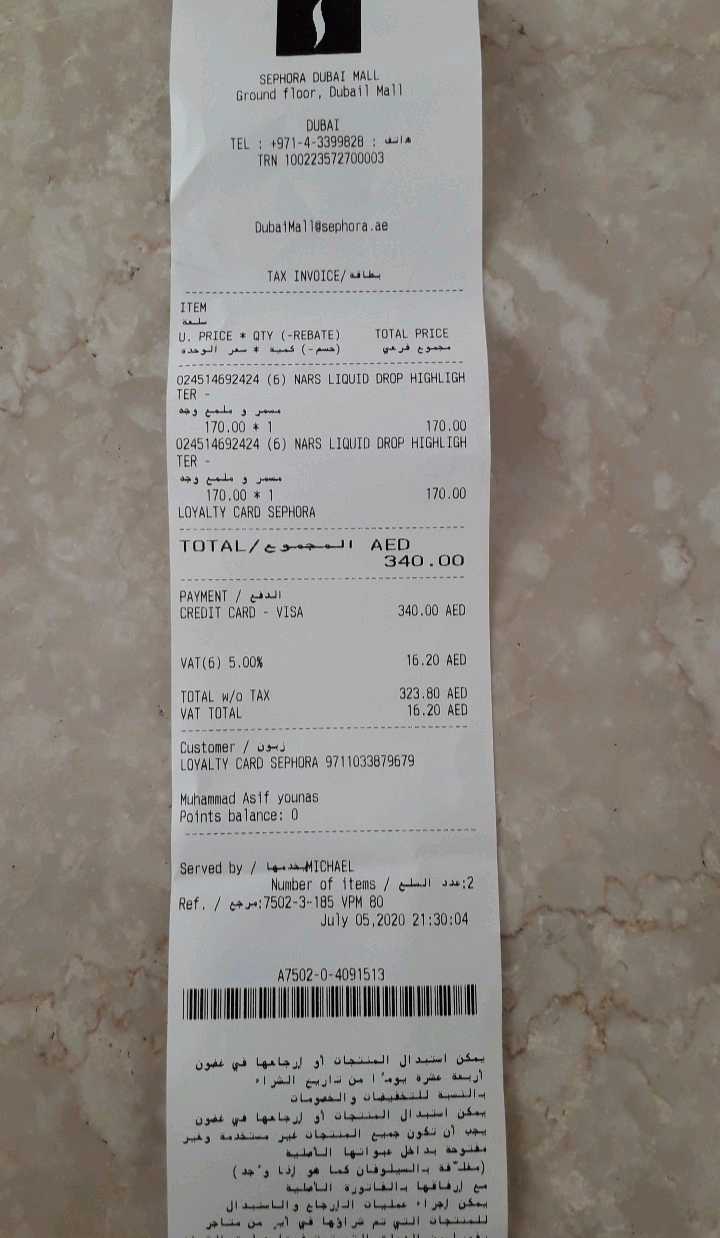 SEPHORA DUBAI MALL
Ground floor, Dubail Mall
DUBAI
TEL : +971-4-3399828 : هاتف
TRN 100223572700003
DubaiMall@sephora.ae
TAX INVOICE/بطاقة
ITEM
سلعة
U. PRICE * QTY (-REBATE) TOTAL PRICE
سعر الوحدة * كمية (-حسم) مجموع فرعي
024514692424 (6) NARS LIQUID DROP HIGHLIGH
TER -
مسمر و ملمع وجه
170.00 * 1 170.00
024514692424 (6) NARS LIQUID DROP HIGHLIGH
TER -
مسمر و ملمع وجه
170.00 * 1 170.00
LOYALTY CARD SEPHORA
TOTAL/المجموع AED
340.00
PAYMENT / الدفع
CREDIT CARD - VISA 340.00 AED
VAT(6) 5.00% 16.20 AED
TOTAL w/o TAX 323.80 AED
VAT TOTAL 16.20 AED
Customer / زبون
LOYALTY CARD SEPHORA 9711033879679
Muhammad Asif younas
Points balance: 0
Served by / MICHAEL
Number of items / عدد السلع:2
Ref. / مرجع:7502-3-185 VPM 80
July 05,2020 21:30:04
A7502-0-4091513
يمكن استبدال المنتجات أو إرجاعها في غضون
أربعة عشرة يومًا من تاريخ الشراء
بالنسبة للتخفيضات والخصومات
يمكن استبدال المنتجات أو إرجاعها في غضون
يجب أن تكون جميع المنتجات غير مستخدمة وغير
مفتوحة بداخل عبواتها الأصلية
(مغلّفة بالسيلوفان كما هو إذا وُجد)
مع إرفاقها بالفاتورة الأصلية
يمكن إجراء عمليات الإرجاع والاستبدال
للمنتجات التي تم شراؤها في أي من متاجر